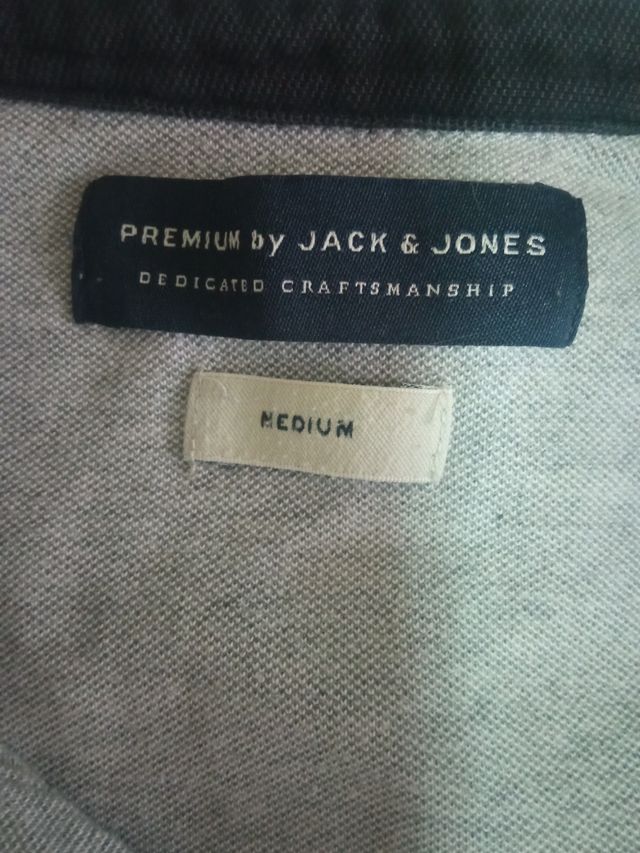 PREMIUM by JACK & JONES
DEDICATED CRAFTSMANSHIP
MEDIUM